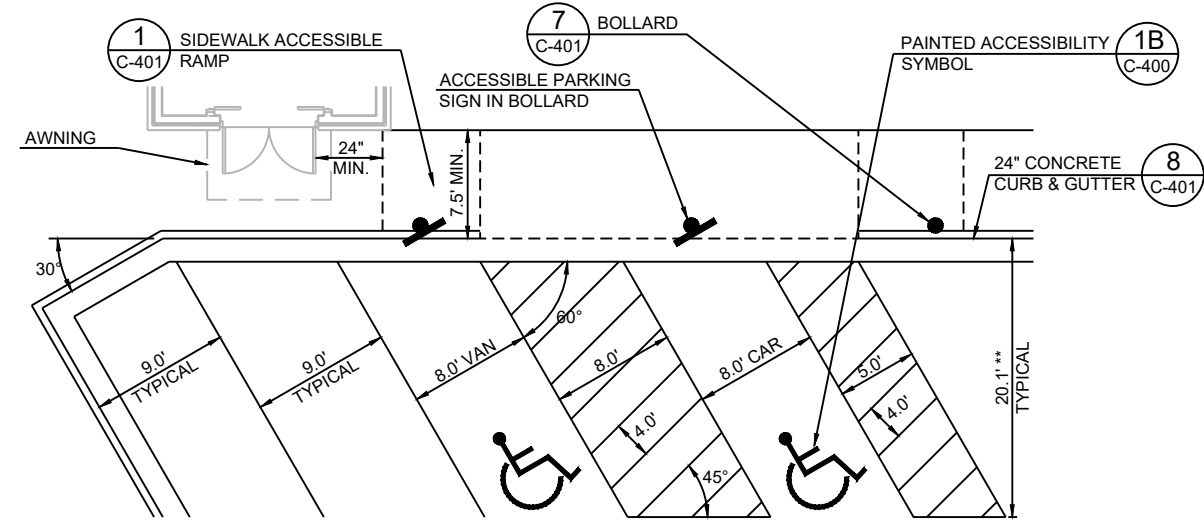 1
C-401
SIDEWALK ACCESSIBLE
RAMP
7
C-401
BOLLARD
PAINTED ACCESSIBILITY
SYMBOL
1B
C-400
ACCESSIBLE PARKING
SIGN IN BOLLARD
AWNING
24"
MIN.
7.5' MIN.
24" CONCRETE
CURB & GUTTER
8
C-401
30°
60°
9.0'
TYPICAL
9.0'
TYPICAL
8.0' VAN
8.0'
8.0' CAR
5.0'
4.0'
4.0'
45°
20.1' **
TYPICAL